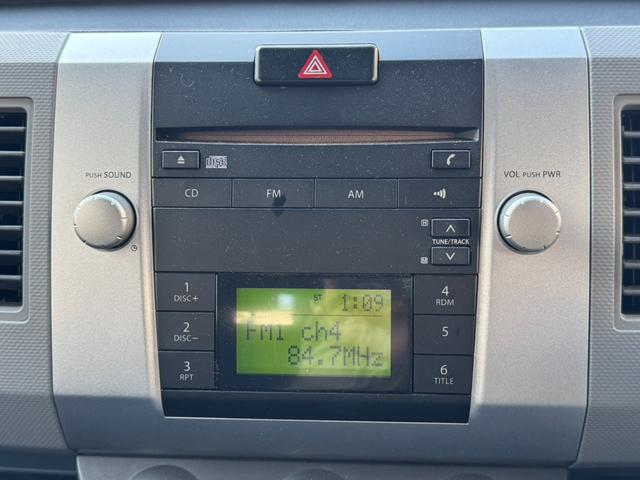 PUSH SOUND
VOL PUSH PWR
CD FM AM
TUNE/TRACK
1
DISC+
2
DISC−
3
RPT
ST 1:09
FM1 ch4
84.7MHz
4
RDM
5
6
TITLE